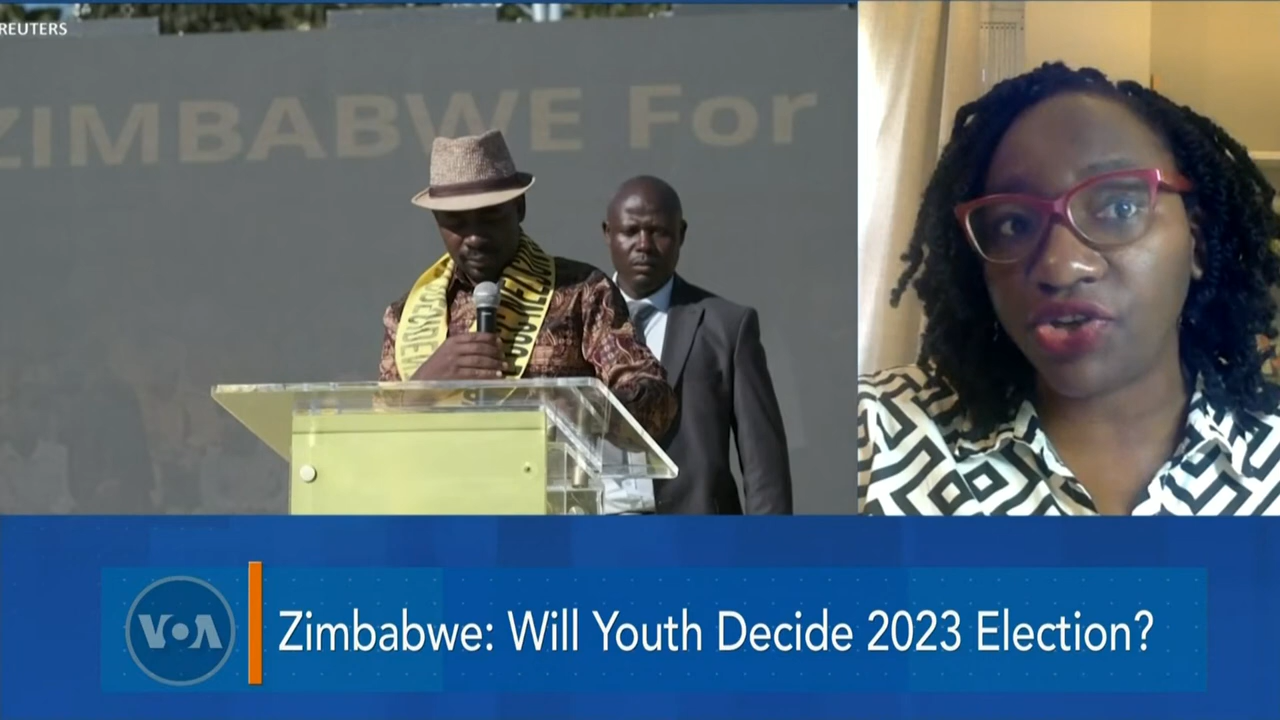 REUTERS
ZIMBABWE For
VOA
Zimbabwe: Will Youth Decide 2023 Election?